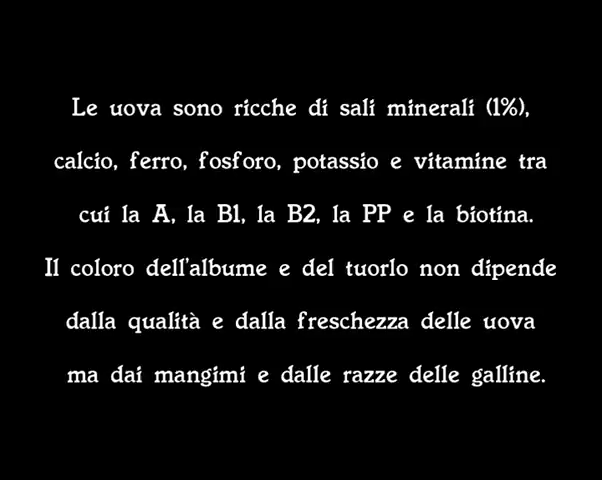 Le uova sono ricche di sali minerali (1%),
calcio, ferro, fosforo, potassio e vitamine tra
cui la A, la B1, la B2, la PP e la biotina.
Il coloro dell'albume e del tuorlo non dipende
dalla qualità e dalla freschezza delle uova
ma dai mangimi e dalle razze delle galline.